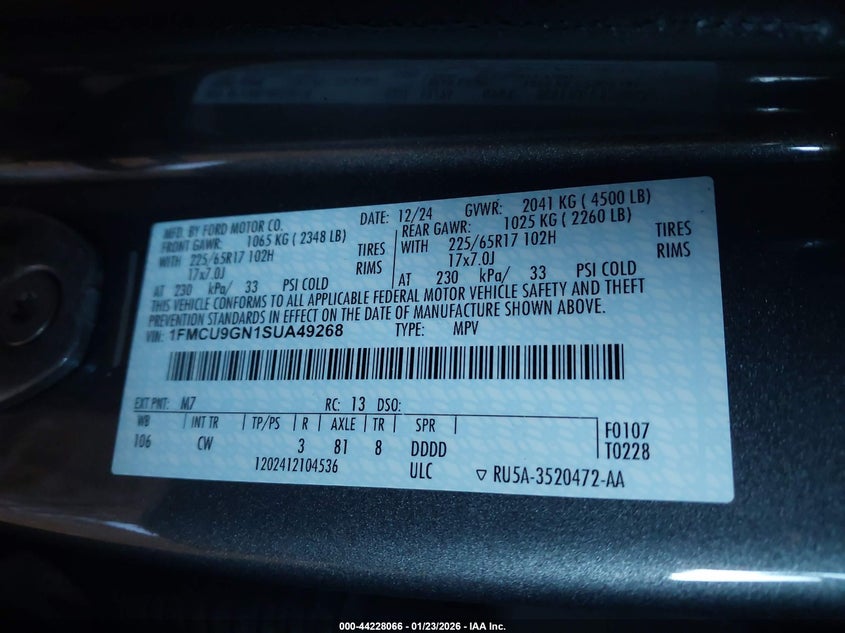 MFD. BY FORD MOTOR CO. DATE: 12/24 GVWR: 2041 KG ( 4500 LB)
FRONT GAWR: 1065 KG ( 2348 LB) REAR GAWR: 1025 KG ( 2260 LB)
WITH 225/65R17 102H TIRES WITH 225/65R17 102H TIRES
17x7.0J RIMS 17x7.0J RIMS
AT 230 kPa/ 33 PSI COLD AT 230 kPa/ 33 PSI COLD
THIS VEHICLE CONFORMS TO ALL APPLICABLE FEDERAL MOTOR VEHICLE SAFETY AND THEFT
PREVENTION STANDARDS IN EFFECT ON THE DATE OF MANUFACTURE SHOWN ABOVE.
VIN: 1FMCU9GN1SUA49268 TYPE: MPV
EXT PNT: M7 RC: 13 DSO:
WB INT TR TP/PS R AXLE TR SPR F0107
106 CW 3 81 8 DDDD T0228
1202412104536 ULC ▽ RU5A-3520472-AA
000-44228066 - 01/23/2026 - IAA Inc.